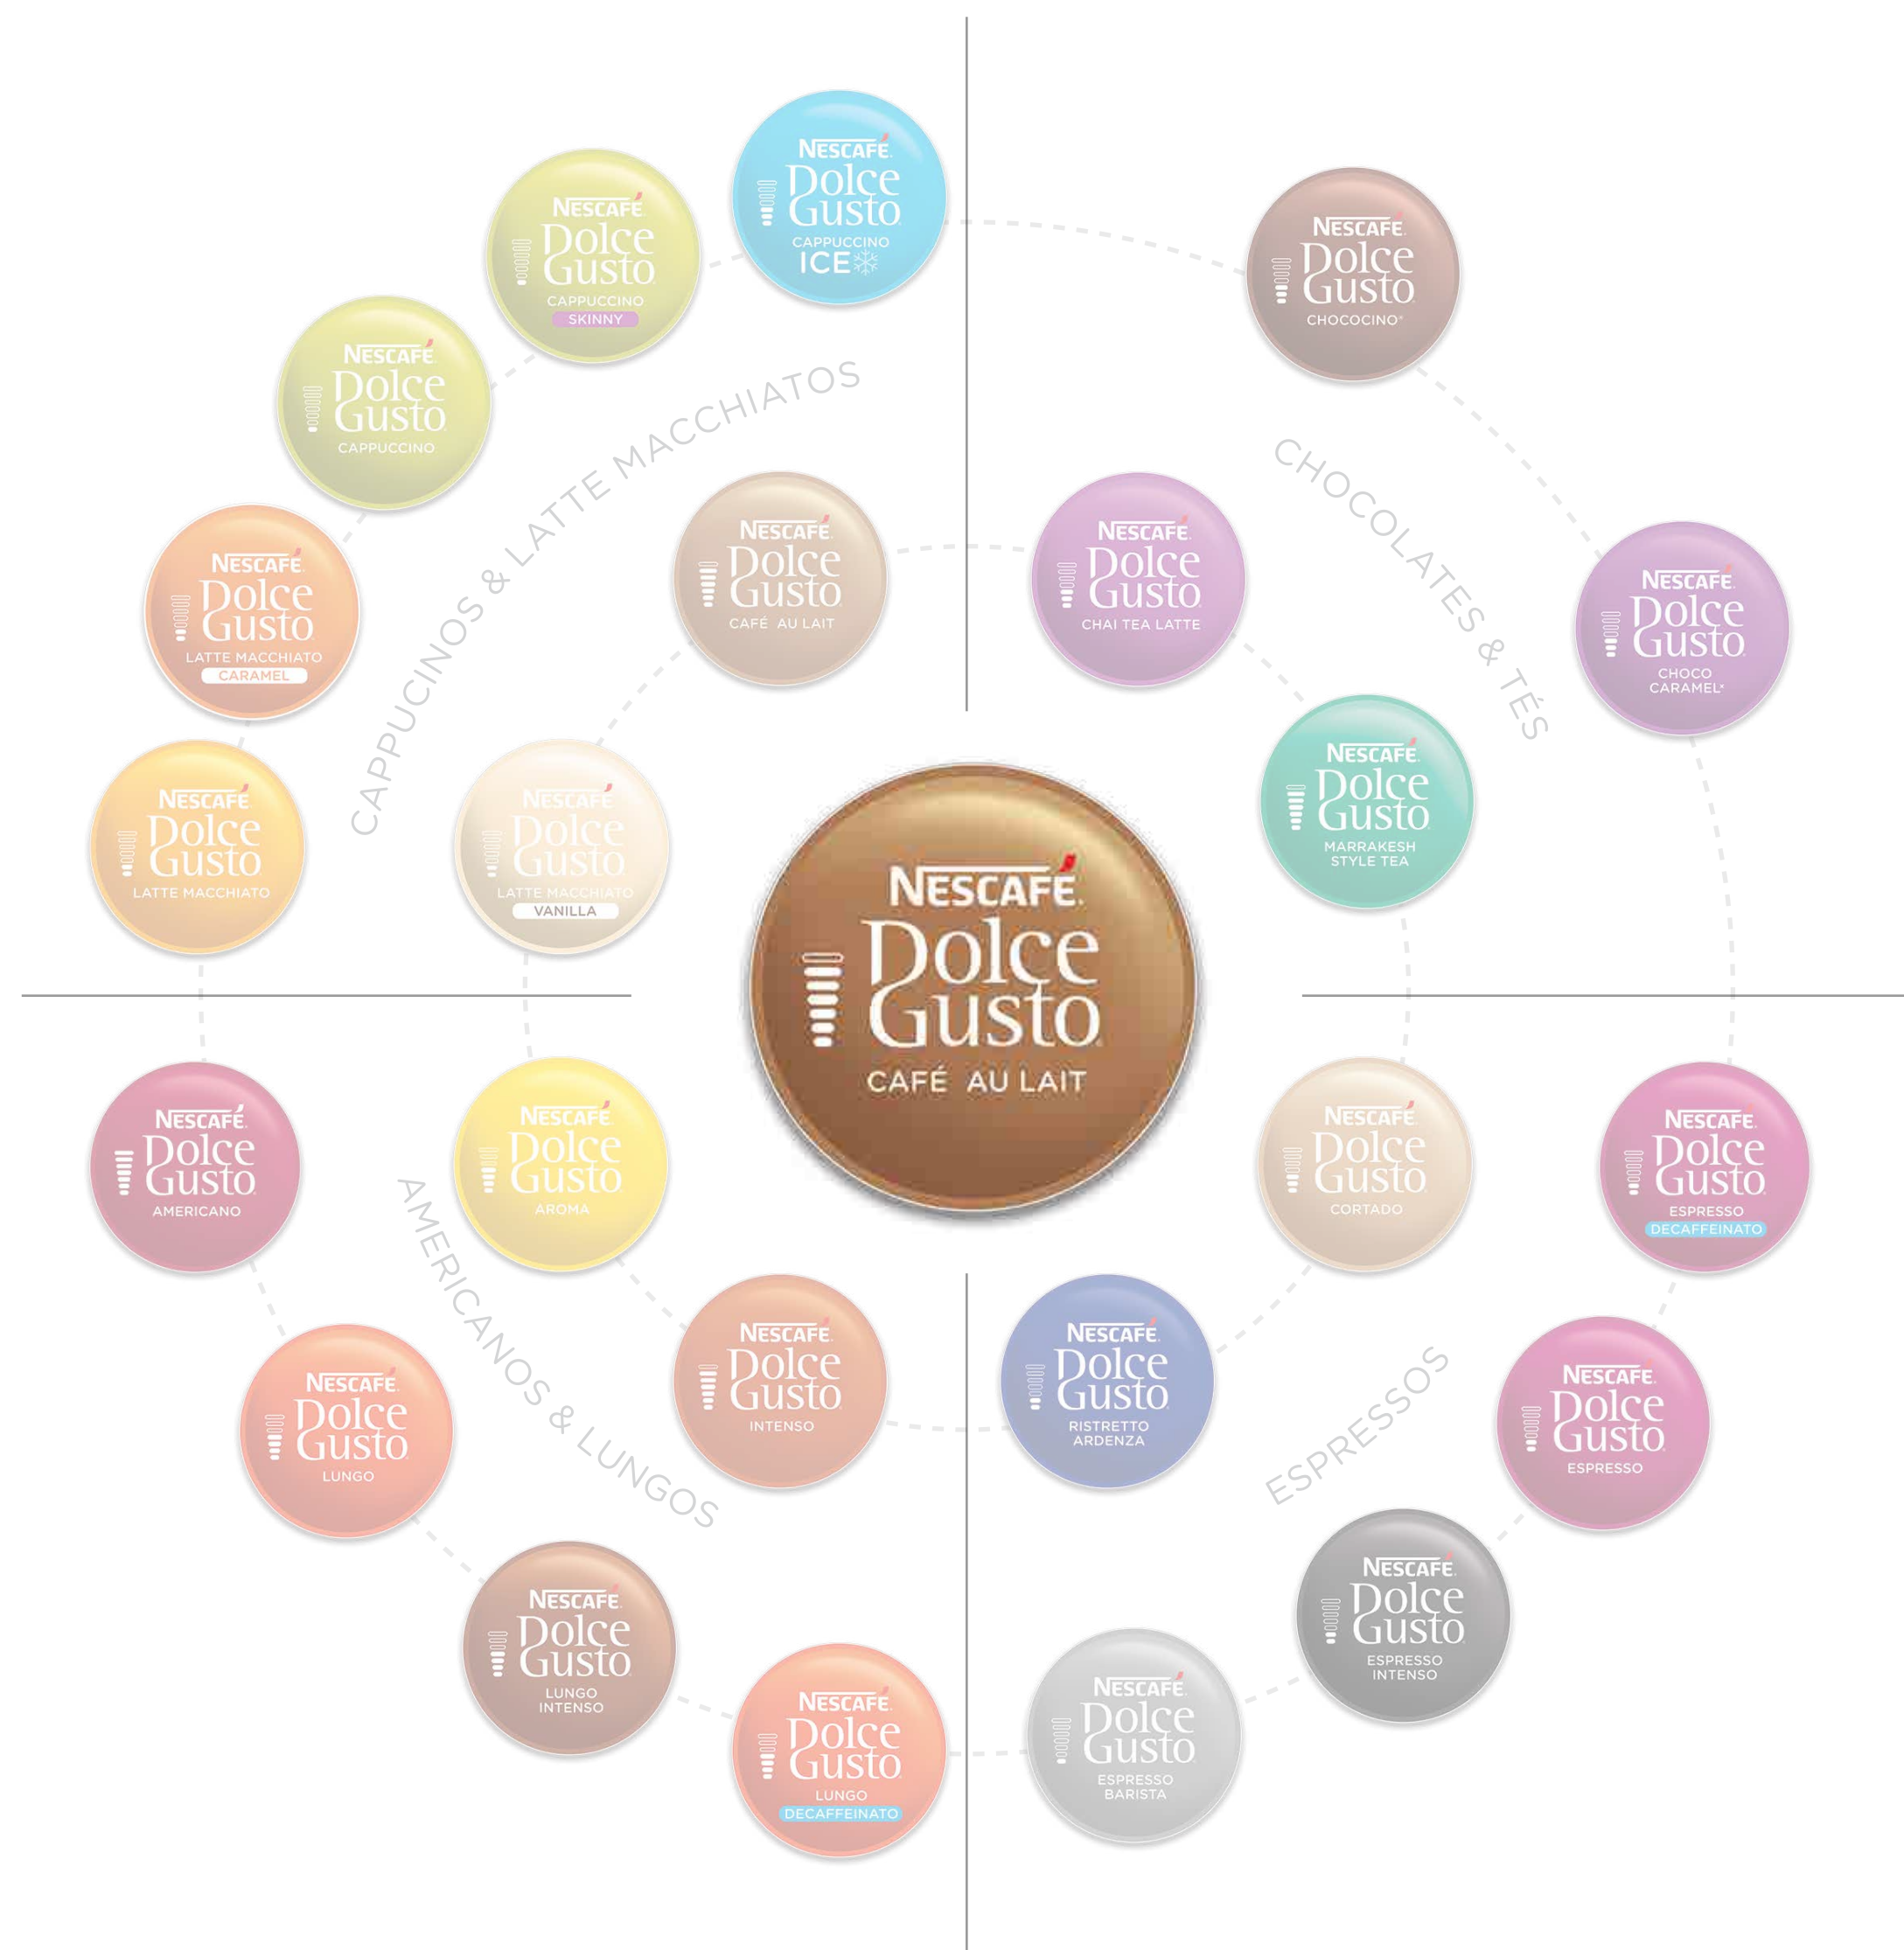 NESCAFÉ.
Dolce
Gusto
CAPPUCCINO
ICE
NESCAFÉ.
Dolce
Gusto
CAPPUCCINO
SKINNY
NESCAFÉ.
Dolce
Gusto
CAPPUCCINO
NESCAFÉ.
Dolce
Gusto
LATTE MACCHIATO
CARAMEL
NESCAFÉ.
Dolce
Gusto
LATTE MACCHIATO
CAPPUCINOS & LATTE MACCHIATOS
NESCAFÉ.
Dolce
Gusto
CAFÉ AU LAIT
NESCAFÉ.
Dolce
Gusto
LATTE MACCHIATO
VANILLA
NESCAFÉ.
Dolce
Gusto
CHOCOCINO®
CHOCOLATES & TÉS
NESCAFÉ.
Dolce
Gusto
CHAI TEA LATTE
NESCAFÉ.
Dolce
Gusto
CHOCO
CARAMEL*
NESCAFÉ.
Dolce
Gusto
MARRAKESH
STYLE TEA
NESCAFÉ.
Dolce
Gusto
CAFÉ AU LAIT
NESCAFÉ.
Dolce
Gusto
AMERICANO
NESCAFÉ.
Dolce
Gusto
AROMA
AMERICANOS & LUNGOS
NESCAFÉ.
Dolce
Gusto
INTENSO
NESCAFÉ.
Dolce
Gusto
LUNGO
NESCAFÉ.
Dolce
Gusto
LUNGO
INTENSO
NESCAFÉ.
Dolce
Gusto
LUNGO
DECAFFEINATO
NESCAFÉ.
Dolce
Gusto
CORTADO
NESCAFÉ.
Dolce
Gusto
ESPRESSO
DECAFFEINATO
NESCAFÉ.
Dolce
Gusto
RISTRETTO
ARDENZA
ESPRESSOS
NESCAFÉ.
Dolce
Gusto
ESPRESSO
NESCAFÉ.
Dolce
Gusto
ESPRESSO
INTENSO
NESCAFÉ.
Dolce
Gusto
ESPRESSO
BARISTA